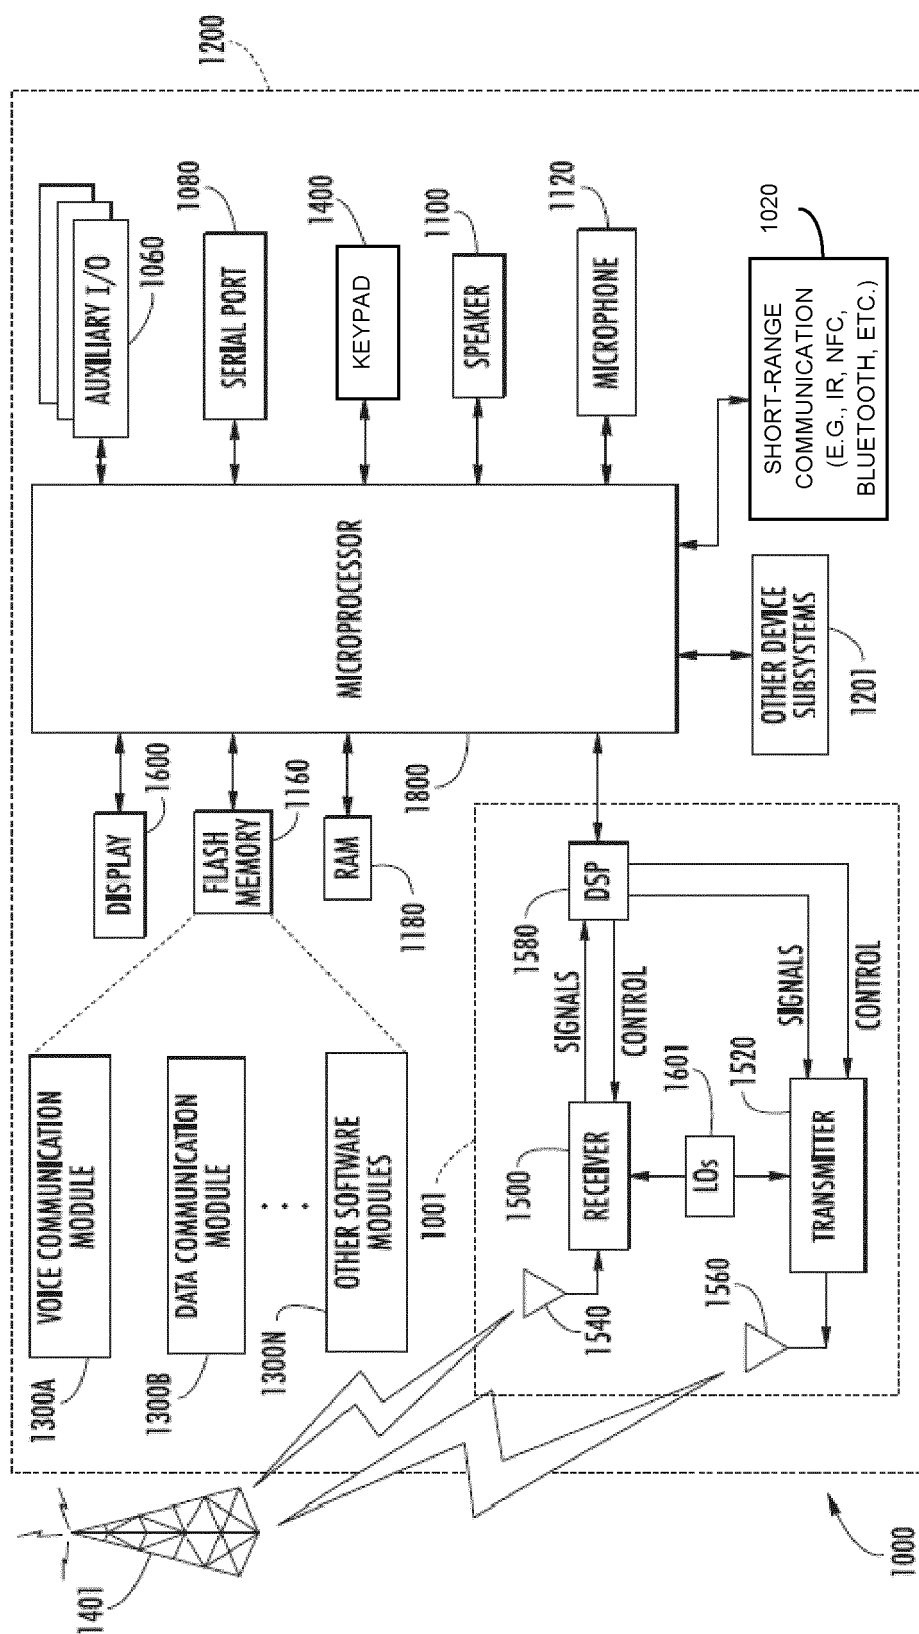 1401
1000
1300A
VOICE COMMUNICATION
MODULE
1300B
DATA COMMUNICATION
MODULE
1300N
OTHER SOFTWARE
MODULES
DISPLAY
1600
FLASH
MEMORY
1160
RAM
1180
MICROPROCESSOR
1800
AUXILIARY I/O
1060
SERIAL PORT
1080
KEYPAD
1400
SPEAKER
1100
MICROPHONE
1120
1200
SHORT-RANGE
COMMUNICATION
(E.G., IR, NFC,
BLUETOOTH, ETC.)
1020
OTHER DEVICE
SUBSYSTEMS
1201
1001
1540
1500
RECEIVER
SIGNALS
CONTROL
1580
DSP
LOs
1601
1560
TRANSMITTER
1520
SIGNALS
CONTROL